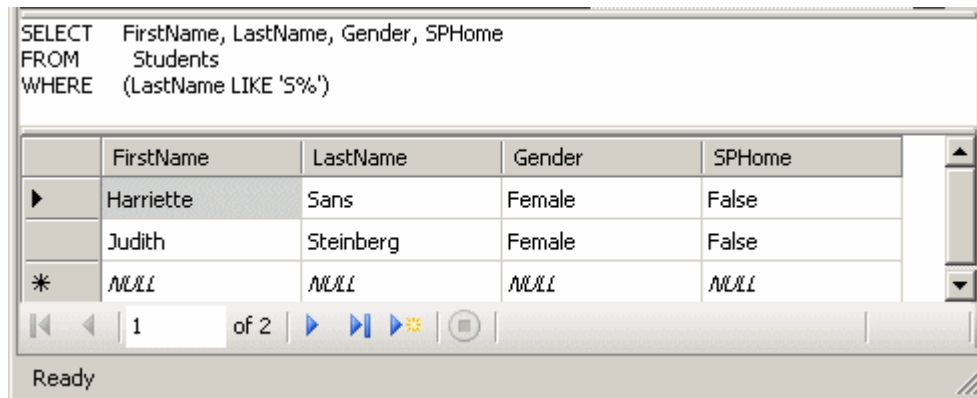 SELECT FirstName, LastName, Gender, SPHome
FROM Students
WHERE (LastName LIKE 'S%')
FirstName LastName Gender SPHome
Harriette Sans Female False
Judith Steinberg Female False
NULL NULL NULL NULL
1 of 2
Ready